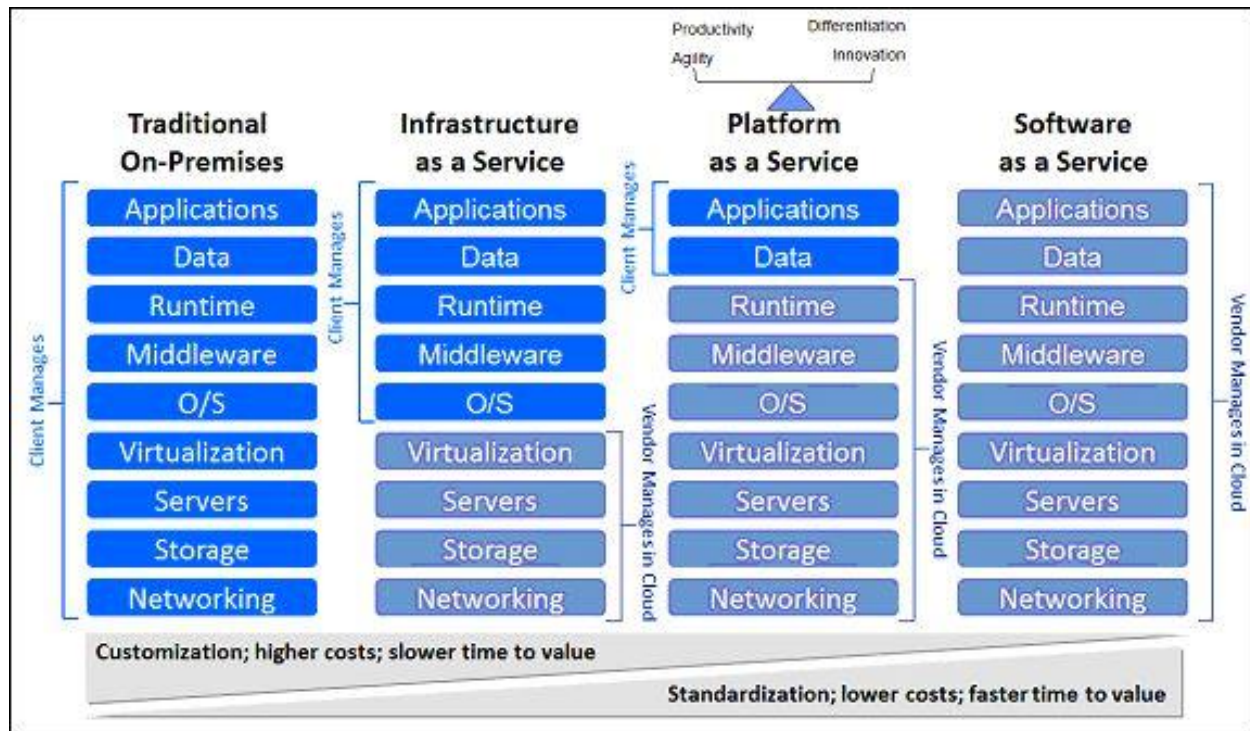 Productivity
Differentiation
Agility
Innovation
Traditional
On-Premises
Infrastructure
as a Service
Platform
as a Service
Software
as a Service
Client Manages
Applications
Data
Runtime
Middleware
O/S
Virtualization
Servers
Storage
Networking
Client Manages
Applications
Data
Runtime
Middleware
O/S
Virtualization
Servers
Storage
Networking
Vendor Manages in Cloud
Client Manages
Applications
Data
Runtime
Middleware
O/S
Virtualization
Servers
Storage
Networking
Vendor Manages in Cloud
Applications
Data
Runtime
Middleware
O/S
Virtualization
Servers
Storage
Networking
Vendor Manages in Cloud
Customization; higher costs; slower time to value
Standardization; lower costs; faster time to value